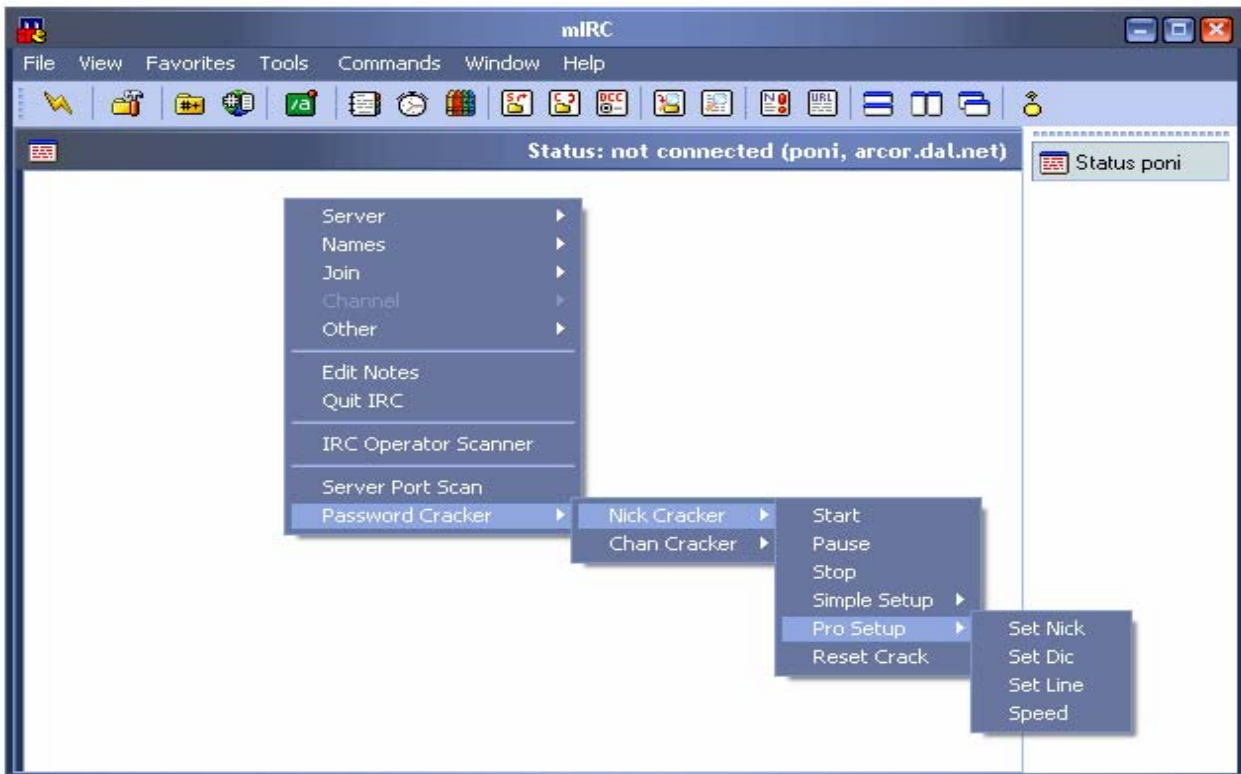 mIRC
File View Favorites Tools Commands Window Help
Status: not connected (poni, arcor.dal.net)
Status poni
Server
Names
Join
Channel
Other
Edit Notes
Quit IRC
IRC Operator Scanner
Server Port Scan
Password Cracker
Nick Cracker
Chan Cracker
Start
Pause
Stop
Simple Setup
Pro Setup
Reset Crack
Set Nick
Set Dic
Set Line
Speed